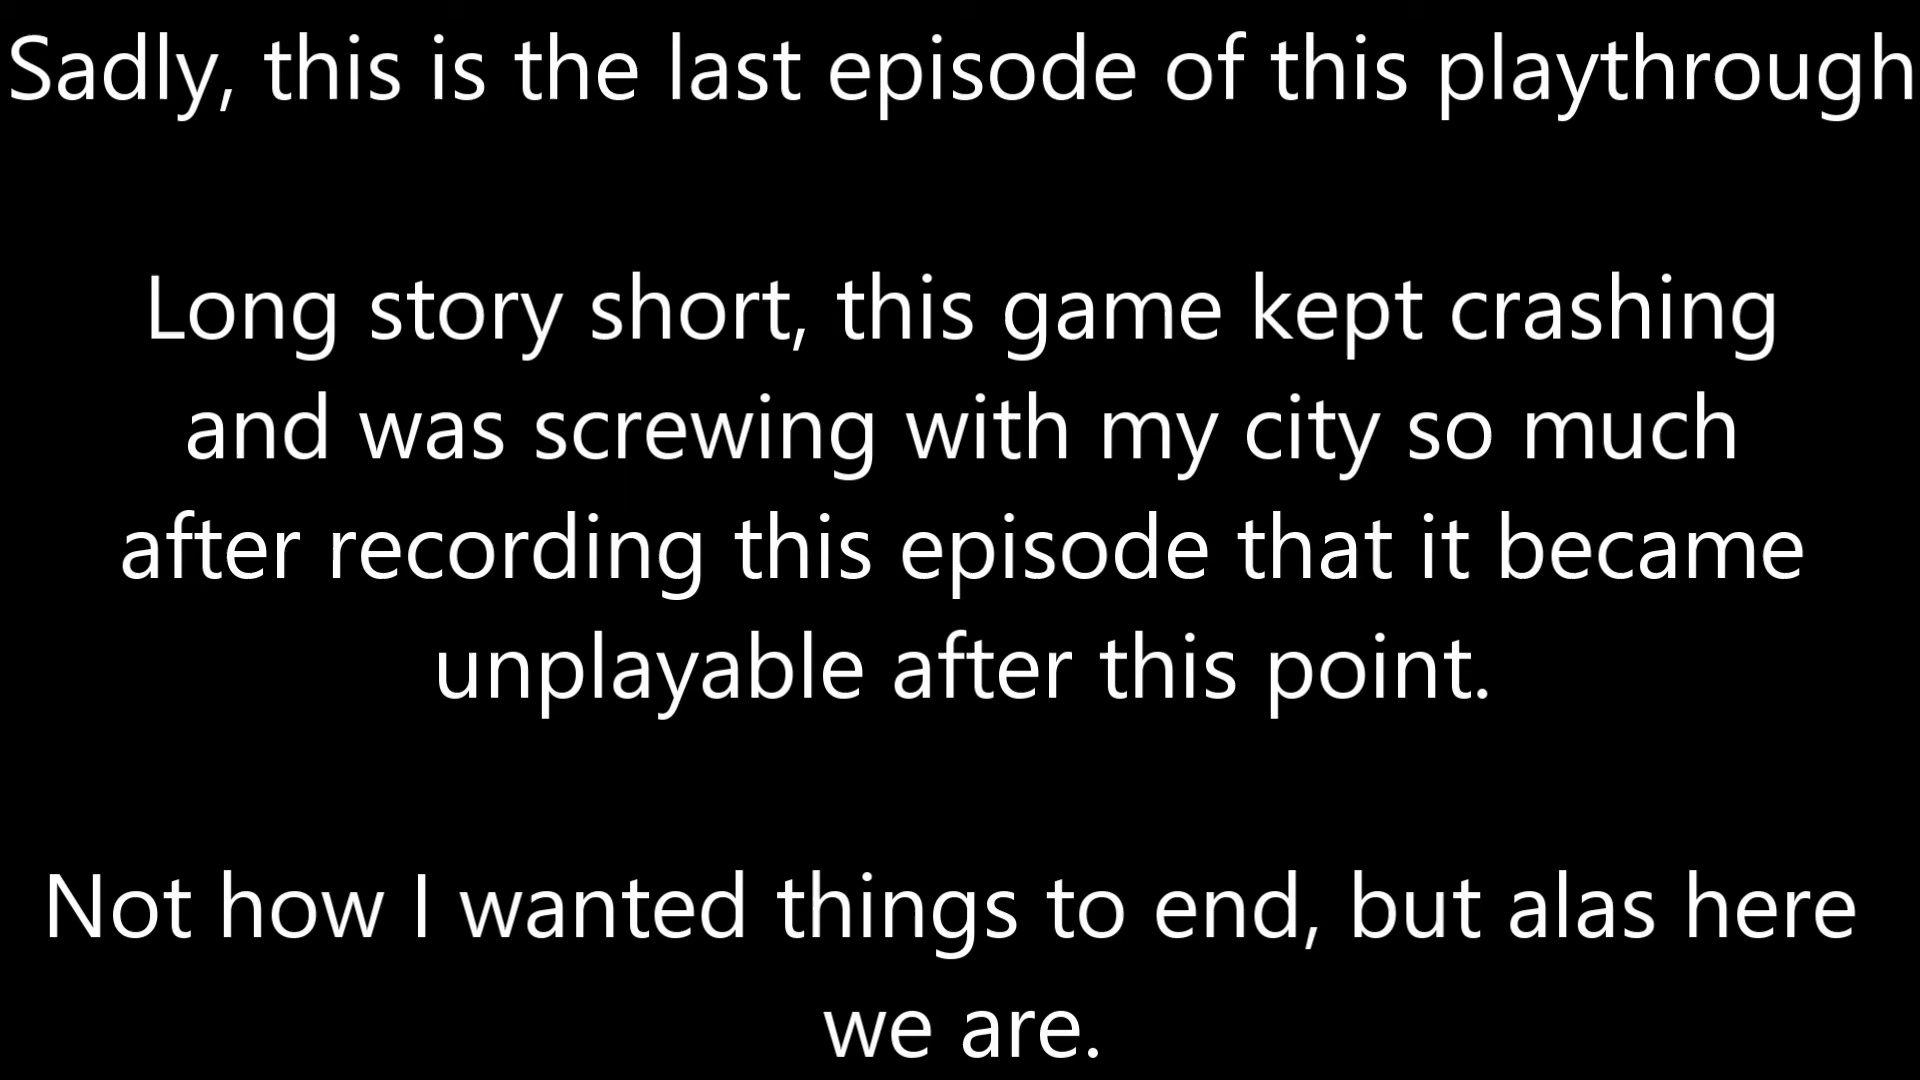 Sadly, this is the last episode of this playthrough
Long story short, this game kept crashing
and was screwing with my city so much
after recording this episode that it became
unplayable after this point.
Not how I wanted things to end, but alas here
we are.